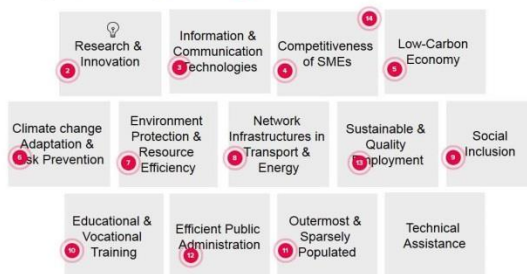 14
Research &
Innovation
2
Information &
Communication
Technologies
3
Competitiveness
of SMEs
4
Low-Carbon
Economy
5
Climate change
Adaptation &
Risk Prevention
6
Environment
Protection &
Resource
Efficiency
7
Network
Infrastructures in
Transport &
Energy
8
Sustainable &
Quality
Employment
13
Social
Inclusion
9
Educational &
Vocational
Training
10
Efficient Public
Administration
12
Outermost &
Sparsely
Populated
11
Technical
Assistance